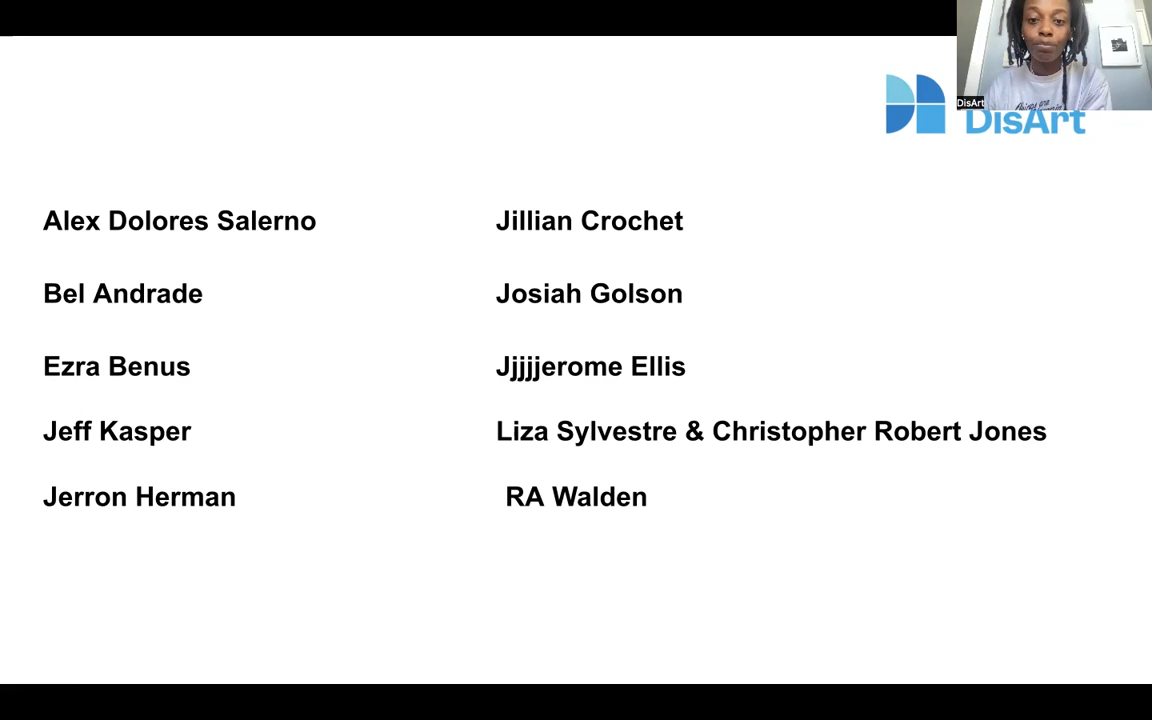 DisArt
DisArt
Alex Dolores Salerno
Bel Andrade
Ezra Benus
Jeff Kasper
Jerron Herman
Jillian Crochet
Josiah Golson
Jjjjjerome Ellis
Liza Sylvestre & Christopher Robert Jones
RA Walden